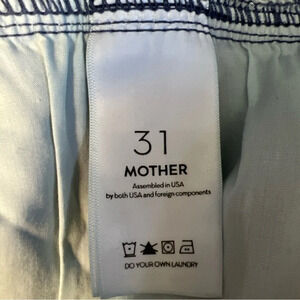 31
MOTHER
Assembled in USA
by both USA and foreign components
DO YOUR OWN LAUNDRY